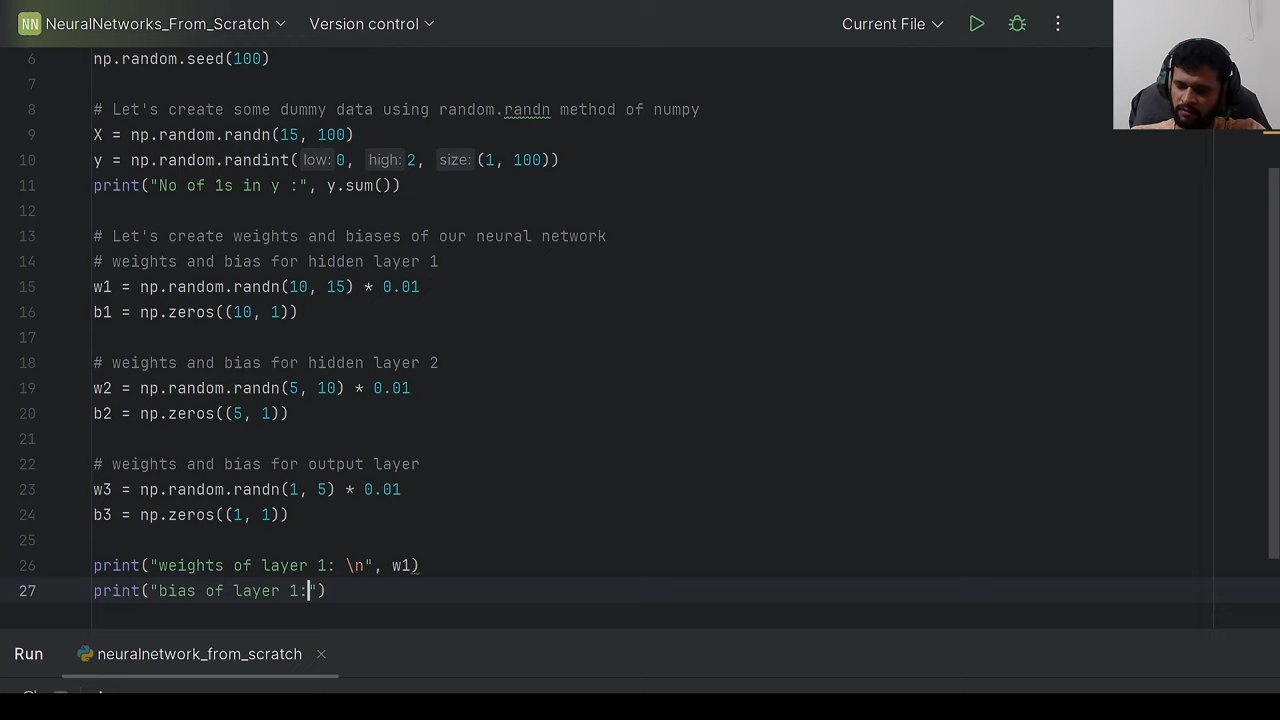 NN NeuralNetworks_From_Scratch Version control Current File
6 np.random.seed(100)
7
8 # Let's create some dummy data using random.randn method of numpy
9 X = np.random.randn(15, 100)
10 y = np.random.randint(low: 0, high: 2, size: (1, 100))
11 print("No of 1s in y :", y.sum())
12
13 # Let's create weights and biases of our neural network
14 # weights and bias for hidden layer 1
15 w1 = np.random.randn(10, 15) * 0.01
16 b1 = np.zeros((10, 1))
17
18 # weights and bias for hidden layer 2
19 w2 = np.random.randn(5, 10) * 0.01
20 b2 = np.zeros((5, 1))
21
22 # weights and bias for output layer
23 w3 = np.random.randn(1, 5) * 0.01
24 b3 = np.zeros((1, 1))
25
26 print("weights of layer 1: \n", w1)
27 print("bias of layer 1:")
Run neuralnetwork_from_scratch